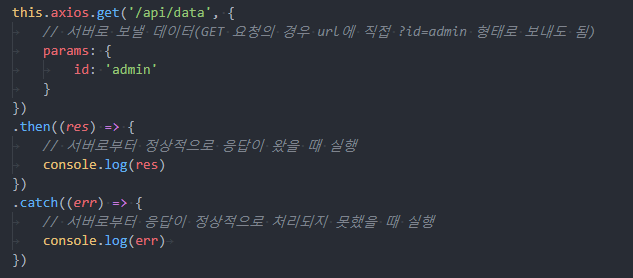 this.axios.get('/api/data', {
    // 서버로 보낼 데이터(GET 요청의 경우 url에 직접 ?id=admin 형태로 보내도 됨)
    params: {
        id: 'admin'
    }
})
.then((res) => {
    // 서버로부터 정상적으로 응답이 왔을 때 실행
    console.log(res)
})
.catch((err) => {
    // 서버로부터 응답이 정상적으로 처리되지 못했을 때 실행
    console.log(err)
})